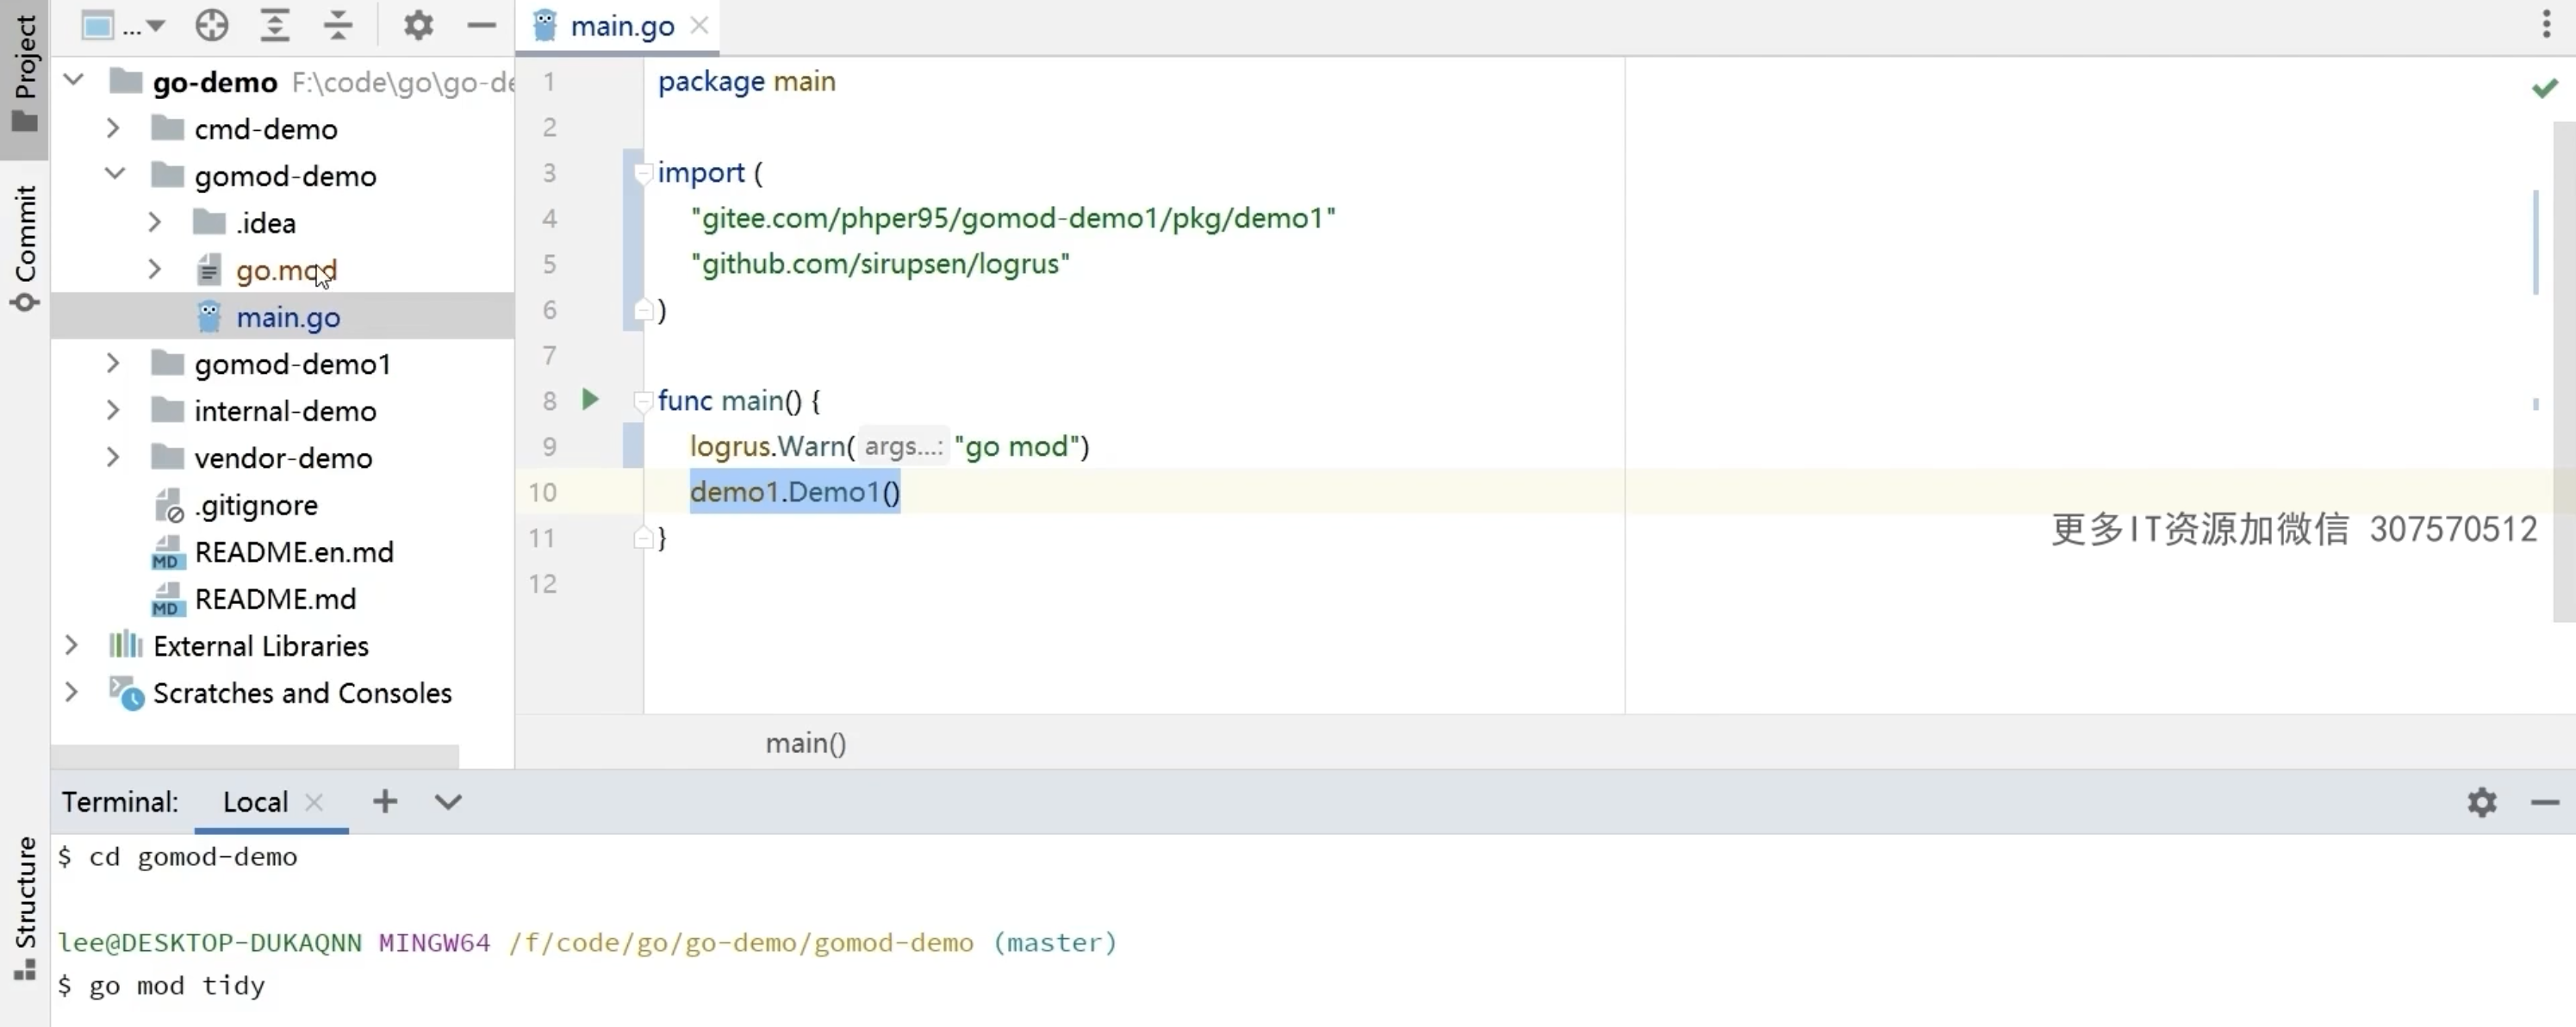 Project
Commit
Structure
...
go-demo F:\code\go\go-de
cmd-demo
gomod-demo
.idea
go.mod
main.go
gomod-demo1
internal-demo
vendor-demo
.gitignore
MD README.en.md
MD README.md
External Libraries
Scratches and Consoles
main.go
1 package main
2
3 import (
4 "gitee.com/phper95/gomod-demo1/pkg/demo1"
5 "github.com/sirupsen/logrus"
6 )
7
8 func main() {
9 logrus.Warn( args...: "go mod")
10 demo1.Demo1()
11 }
12
更多IT资源加微信 307570512
main()
Terminal: Local
$ cd gomod-demo
lee@DESKTOP-DUKAQNN MINGW64 /f/code/go/go-demo/gomod-demo (master)
$ go mod tidy